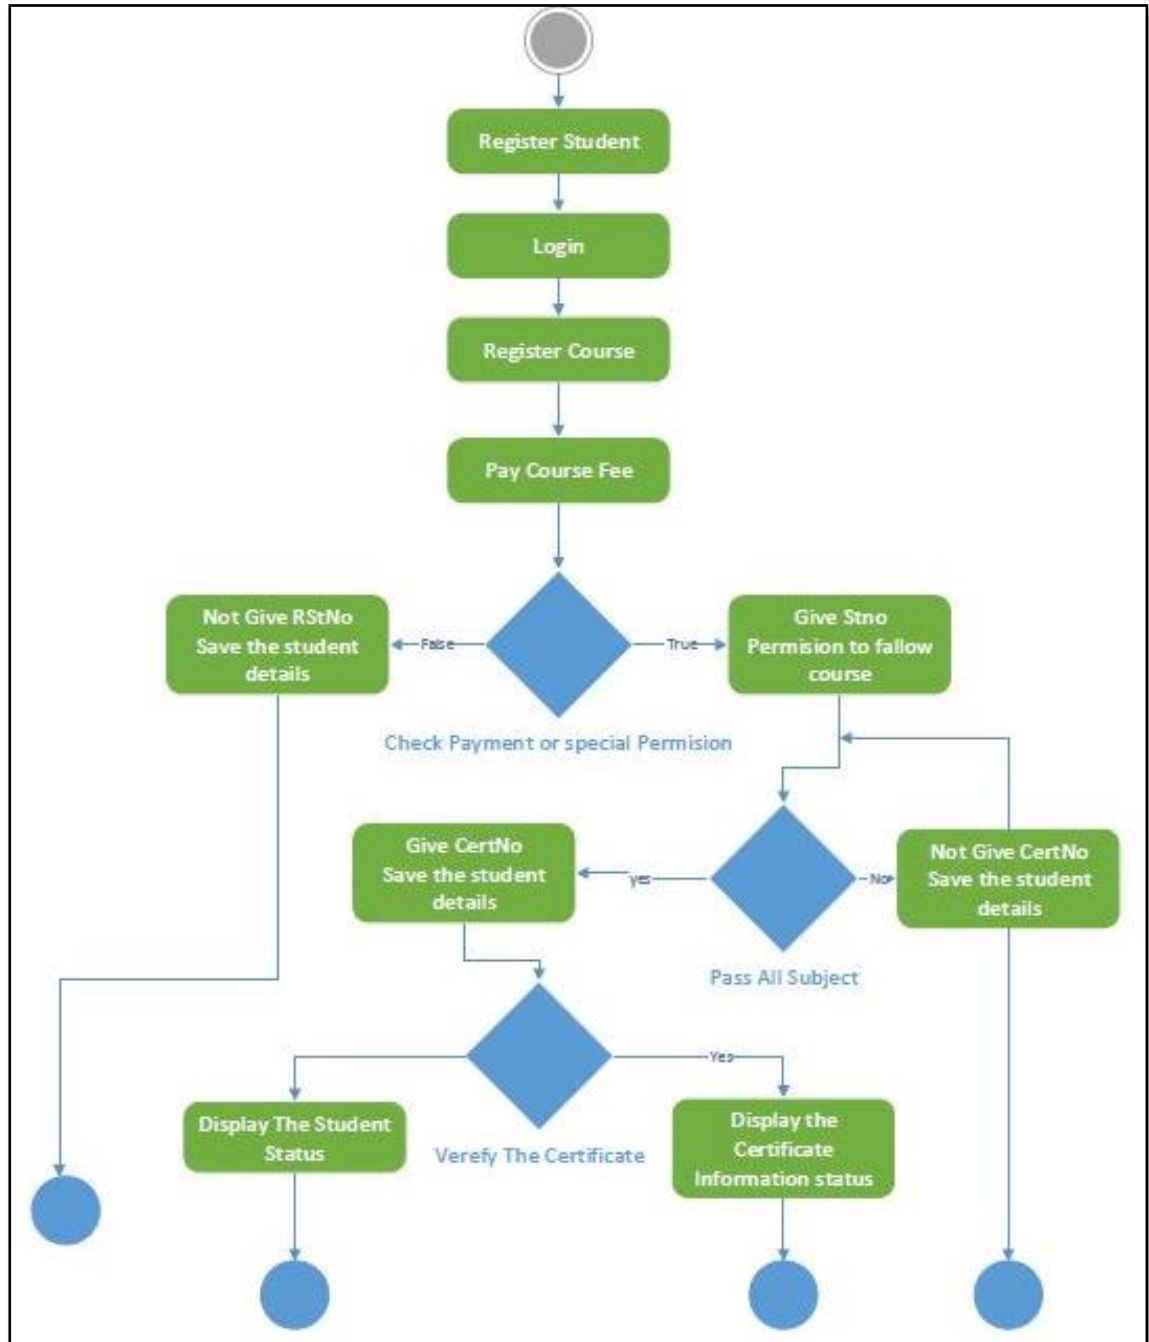 Register Student
Login
Register Course
Pay Course Fee
Not Give RStNo
Save the student
details
False
True
Give Stno
Permision to fallow
course
Check Payment or special Permision
Give CertNo
Save the student
details
yes
No
Not Give CertNo
Save the student
details
Pass All Subject
Yes
Display The Student
Status
Verefy The Certificate
Display the
Certificate
Information status